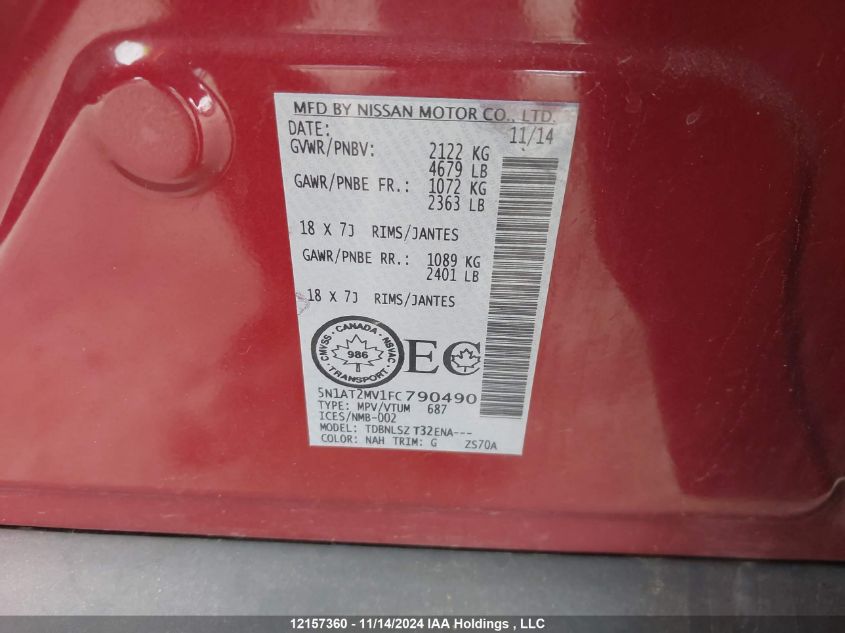 MFD BY NISSAN MOTOR CO., LTD.
DATE: 11/14
GVWR/PNBV: 2122 KG
4679 LB
GAWR/PNBE FR.: 1072 KG
2363 LB
18 X 7J RIMS/JANTES
GAWR/PNBE RR.: 1089 KG
2401 LB
18 X 7J RIMS/JANTES
CANADA
CMVSS 986 NSVAC
TRANSPORT
EC
5N1AT2MV1FC790490
TYPE: MPV/VTUM 687
ICES/NMB-002
MODEL: TDBNLSZ T32ENA---
COLOR: NAH TRIM: G ZS70A
12157360 - 11/14/2024 IAA Holdings , LLC